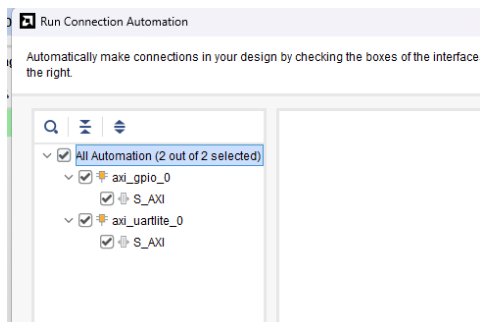 Run Connection Automation
Automatically make connections in your design by checking the boxes of the interface
the right.
All Automation (2 out of 2 selected)
axi_gpio_0
S_AXI
axi_uartlite_0
S_AXI